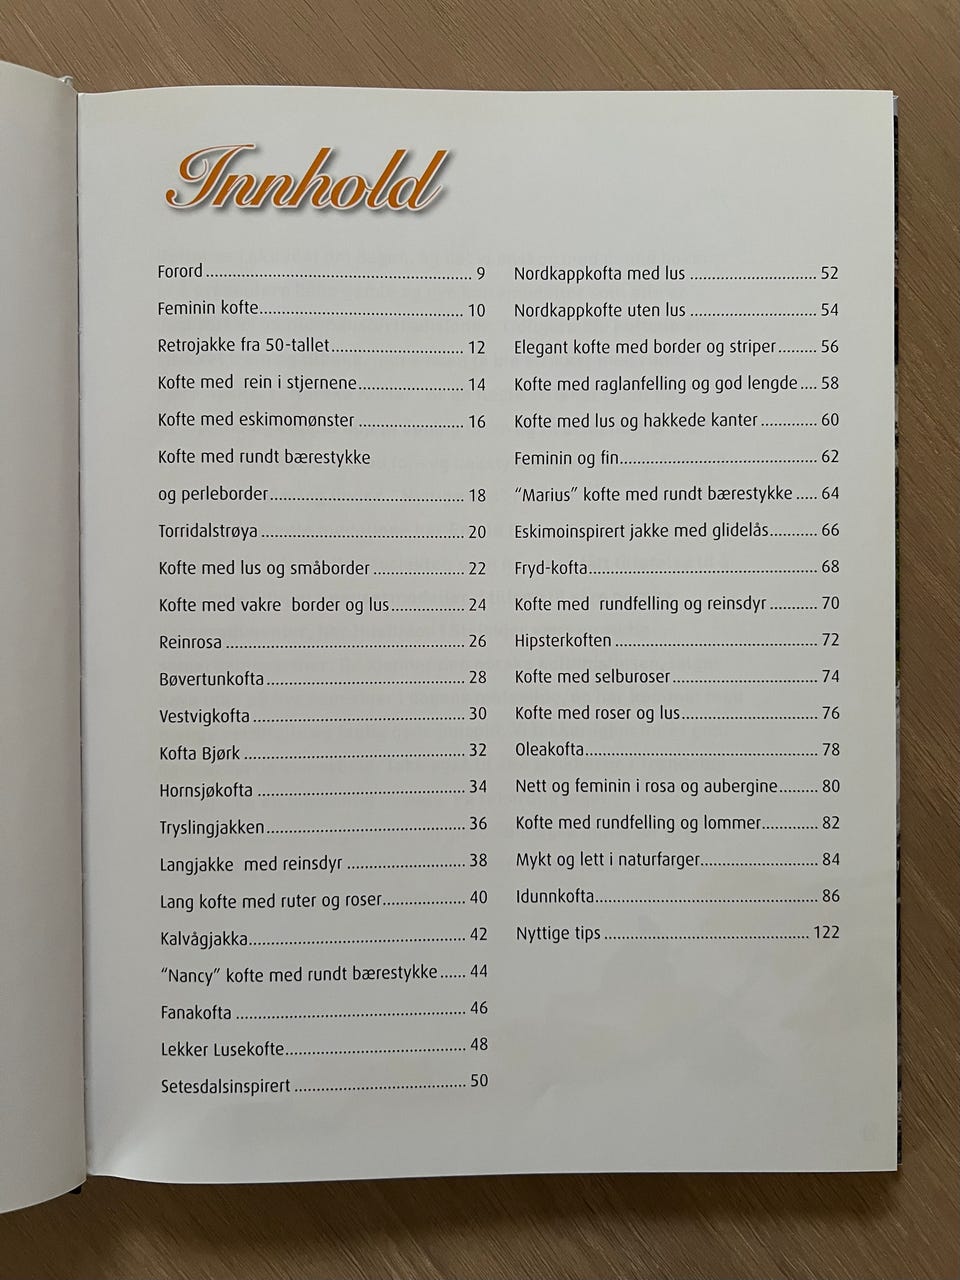 Innhold
Forord 9
Feminin kofte 10
Retrojakke fra 50-tallet 12
Kofte med rein i stjernene 14
Kofte med eskimomønster 16
Kofte med rundt bærestykke
og perleborder 18
Torridalstrøya 20
Kofte med lus og småborder 22
Kofte med vakre border og lus 24
Reinrosa 26
Bøvertunkofta 28
Vestvigkofta 30
Kofta Bjørk 32
Hornsjøkofta 34
Tryslingjakken 36
Langjakke med reinsdyr 38
Lang kofte med ruter og roser 40
Kalvågjakka 42
“Nancy” kofte med rundt bærestykke 44
Fanakofta 46
Lekker Lusekofte 48
Setesdalsinspirert 50
Nordkappkofta med lus 52
Nordkappkofte uten lus 54
Elegant kofte med border og striper 56
Kofte med raglanfelling og god lengde 58
Kofte med lus og hakkede kanter 60
Feminin og fin 62
“Marius” kofte med rundt bærestykke 64
Eskimoinspirert jakke med glidelås 66
Fryd-kofta 68
Kofte med rundfelling og reinsdyr 70
Hipsterkoften 72
Kofte med selburoser 74
Kofte med roser og lus 76
Oleakofta 78
Nett og feminin i rosa og aubergine 80
Kofte med rundfelling og lommer 82
Mykt og lett i naturfarger 84
Idunnkofta 86
Nyttige tips 122